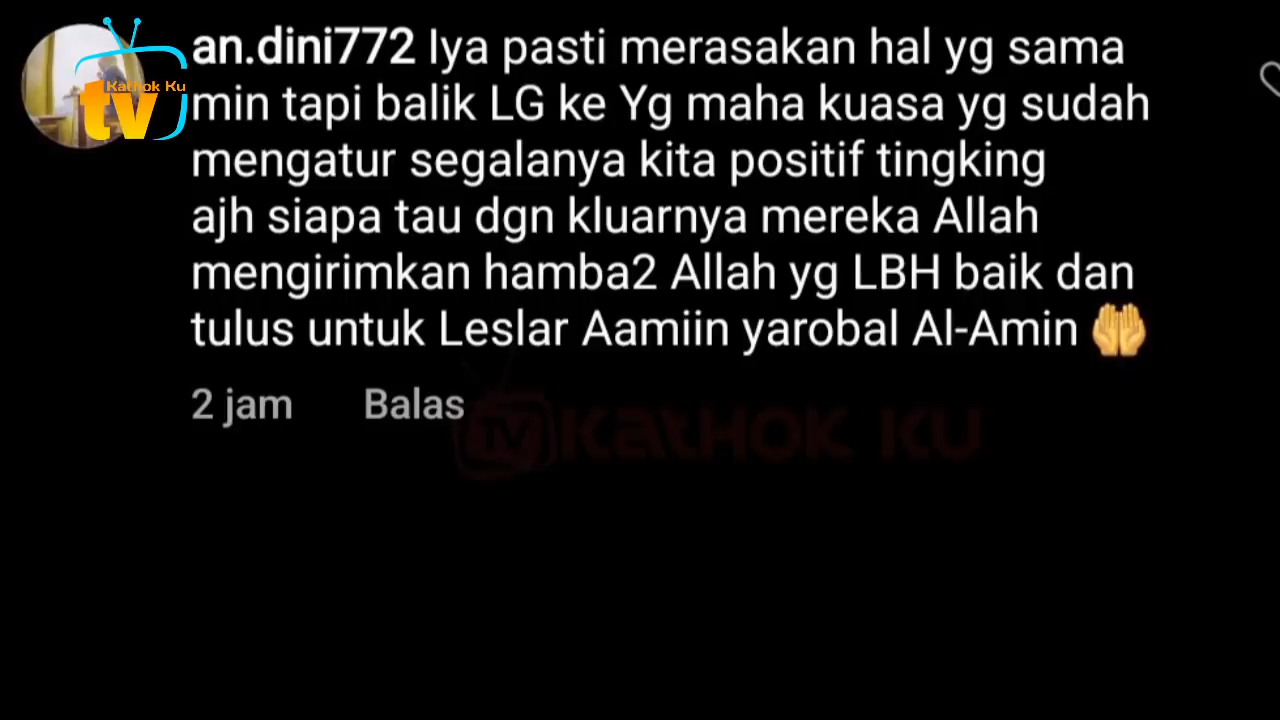 an.dini772 Iya pasti merasakan hal yg sama
min tapi balik LG ke Yg maha kuasa yg sudah
mengatur segalanya kita positif tingking
ajh siapa tau dgn kluarnya mereka Allah
mengirimkan hamba2 Allah yg LBH baik dan
tulus untuk Leslar Aamiin yarobal Al-Amin 🤲
2 jam Balas
Kathok Ku
tv
TV KATHOK KU